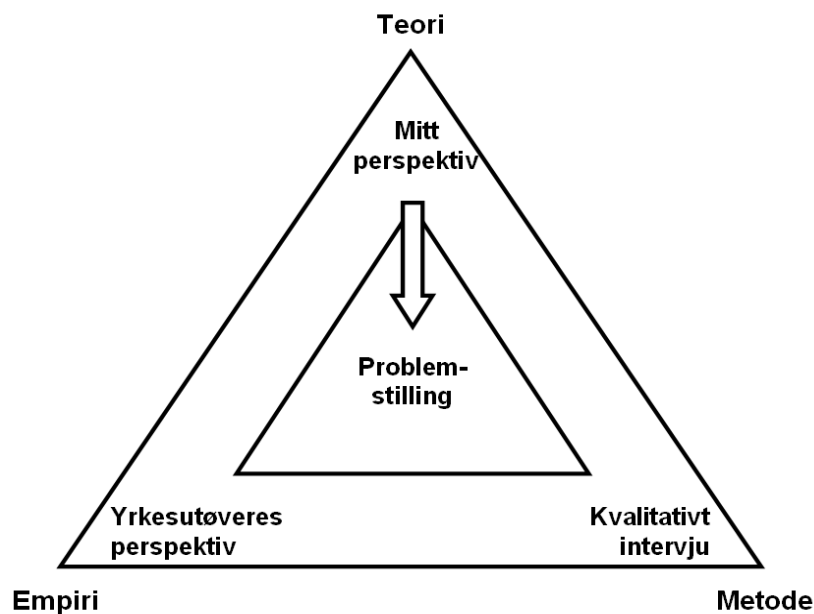 Teori
Mitt
perspektiv
Problem-
stilling
Yrkesutøveres
perspektiv
Kvalitativt
intervju
Empiri
Metode